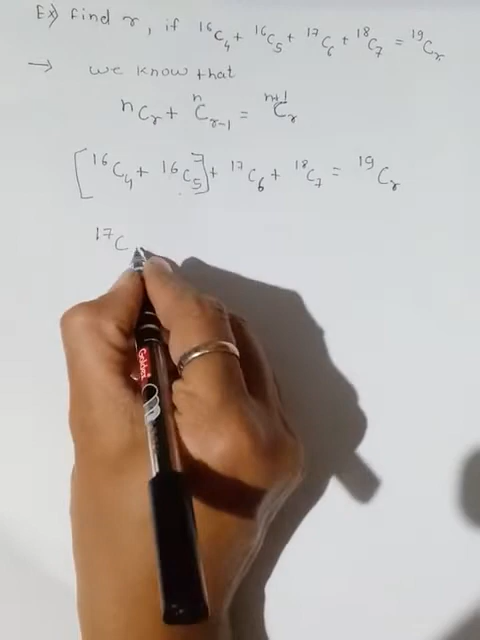 Ex) Find r, if ¹⁶C₄ + ¹⁶C₅ + ¹⁷C₆ + ¹⁸C₇ = ¹⁹Cᵣ
→ we know that
ⁿCᵣ + ⁿCᵣ₋₁ = ⁿ⁺¹Cᵣ
[¹⁶C₄ + ¹⁶C₅] + ¹⁷C₆ + ¹⁸C₇ = ¹⁹Cᵣ
¹⁷C